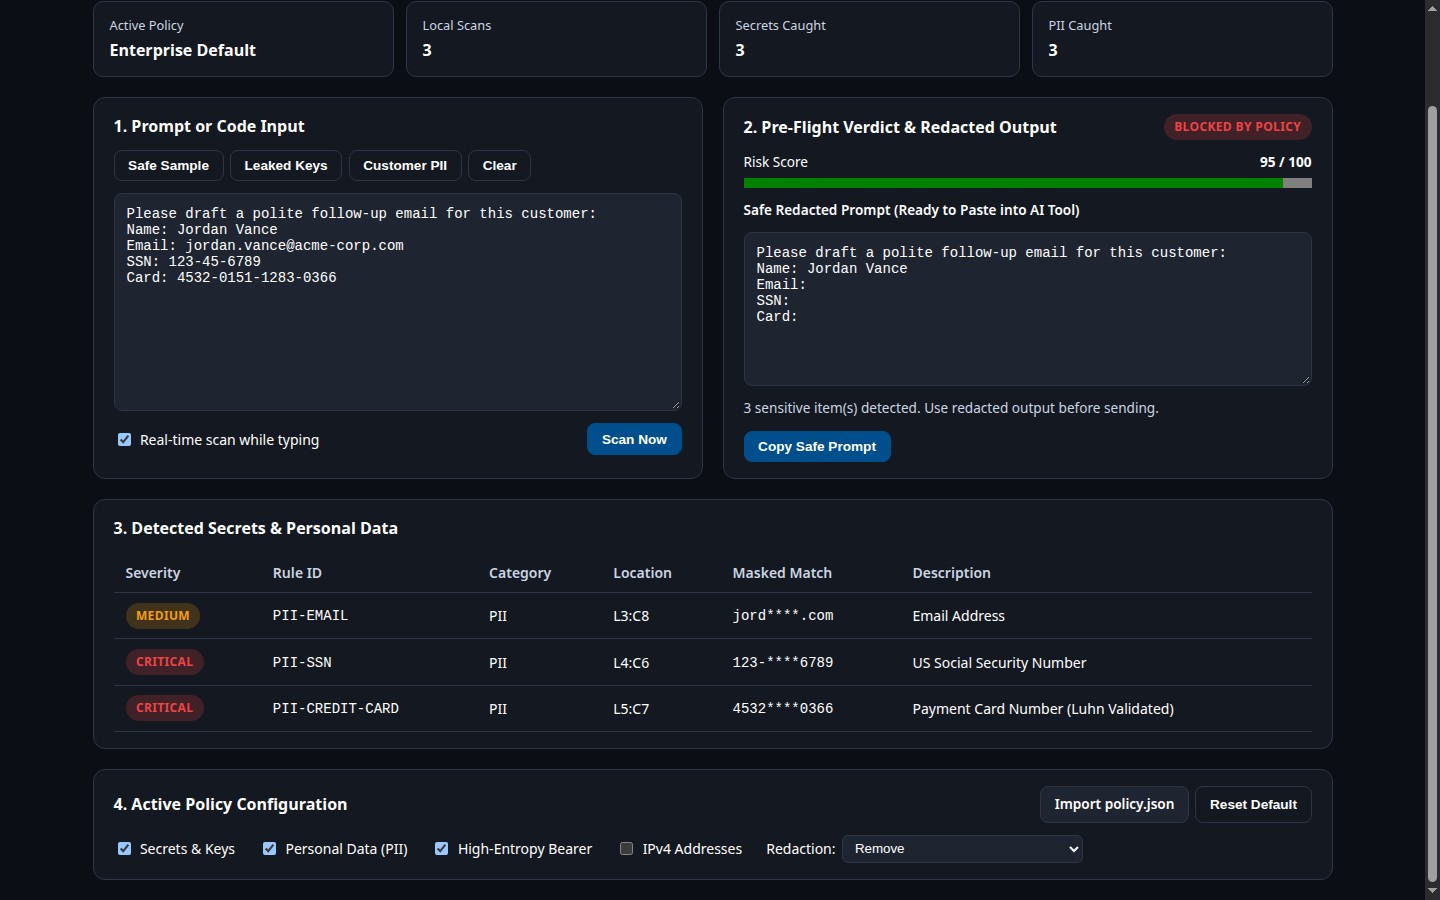 Active Policy
Enterprise Default
Local Scans
3
Secrets Caught
3
PII Caught
3
1. Prompt or Code Input
Safe Sample
Leaked Keys
Customer PII
Clear
Please draft a polite follow-up email for this customer:
Name: Jordan Vance
Email: jordan.vance@acme-corp.com
SSN: 123-45-6789
Card: 4532-0151-1283-0366
Real-time scan while typing
Scan Now
2. Pre-Flight Verdict & Redacted Output
BLOCKED BY POLICY
Risk Score
95 / 100
Safe Redacted Prompt (Ready to Paste into AI Tool)
Please draft a polite follow-up email for this customer:
Name: Jordan Vance
Email:
SSN:
Card:
3 sensitive item(s) detected. Use redacted output before sending.
Copy Safe Prompt
3. Detected Secrets & Personal Data
Severity Rule ID Category Location Masked Match Description
MEDIUM PII-EMAIL PII L3:C8 jord****.com Email Address
CRITICAL PII-SSN PII L4:C6 123-****6789 US Social Security Number
CRITICAL PII-CREDIT-CARD PII L5:C7 4532****0366 Payment Card Number (Luhn Validated)
4. Active Policy Configuration
Import policy.json
Reset Default
Secrets & Keys
Personal Data (PII)
High-Entropy Bearer
IPv4 Addresses
Redaction: Remove